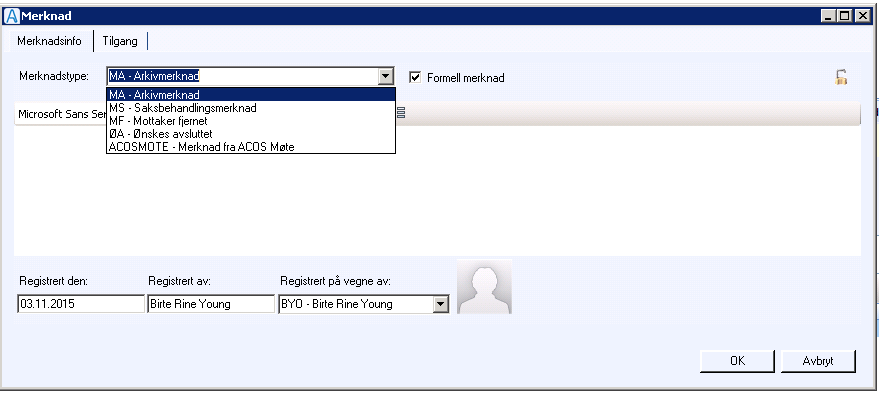 Merknad
Merknadsinfo Tilgang
Merknadstype: MA - Arkivmerknad Formell merknad
MA - Arkivmerknad
Microsoft Sans Ser
MS - Saksbehandlingsmerknad
MF - Mottaker fjernet
ØA - Ønskes avsluttet
ACOSMOTE - Merknad fra ACOS Møte
Registrert den: Registrert av: Registrert på vegne av:
03.11.2015 Birte Rine Young BYO - Birte Rine Young
OK Avbryt